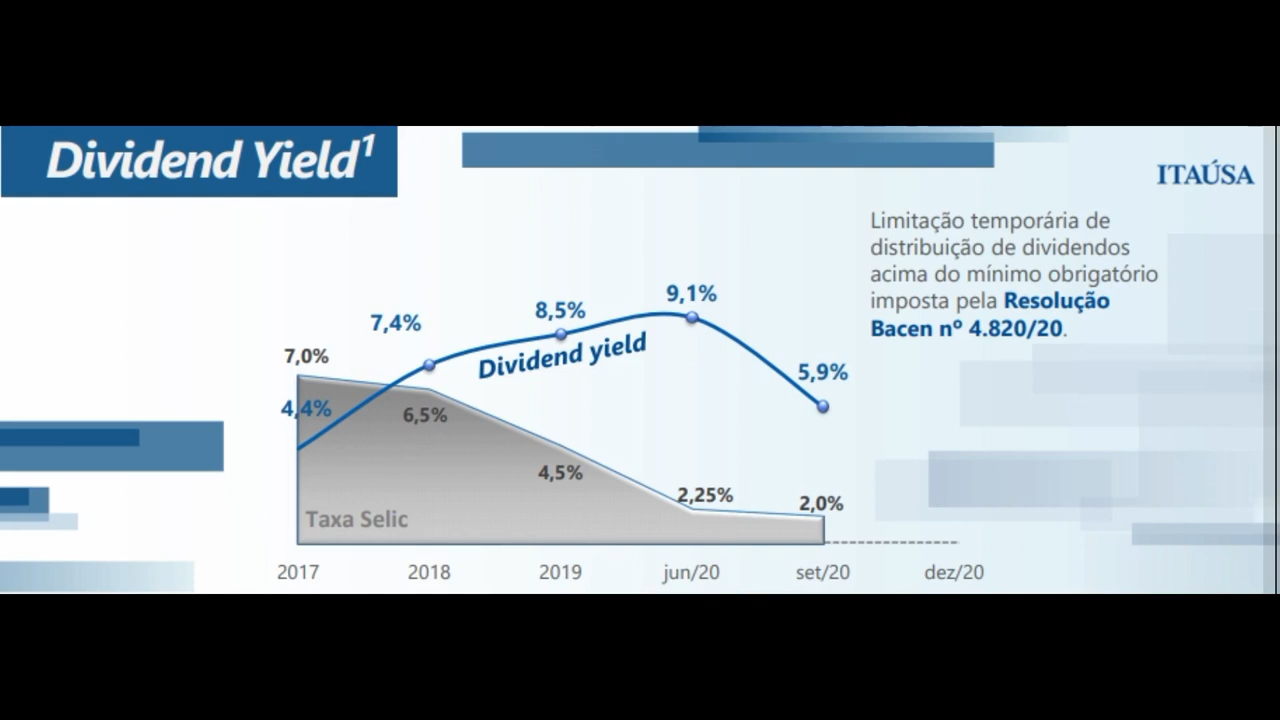 Dividend Yield¹
ITAÚSA
Limitação temporária de
distribuição de dividendos
acima do mínimo obrigatório
imposta pela Resolução
Bacen nº 4.820/20.
9,1%
8,5%
7,4%
Dividend yield
7,0%
5,9%
4,4%
6,5%
4,5%
2,25%
2,0%
Taxa Selic
2017 2018 2019 jun/20 set/20 dez/20